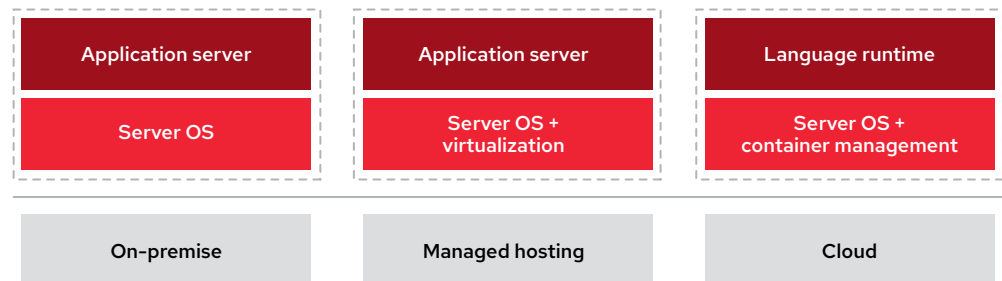 Application server
Application server
Language runtime
Server OS
Server OS +
virtualization
Server OS +
container management
On-premise
Managed hosting
Cloud